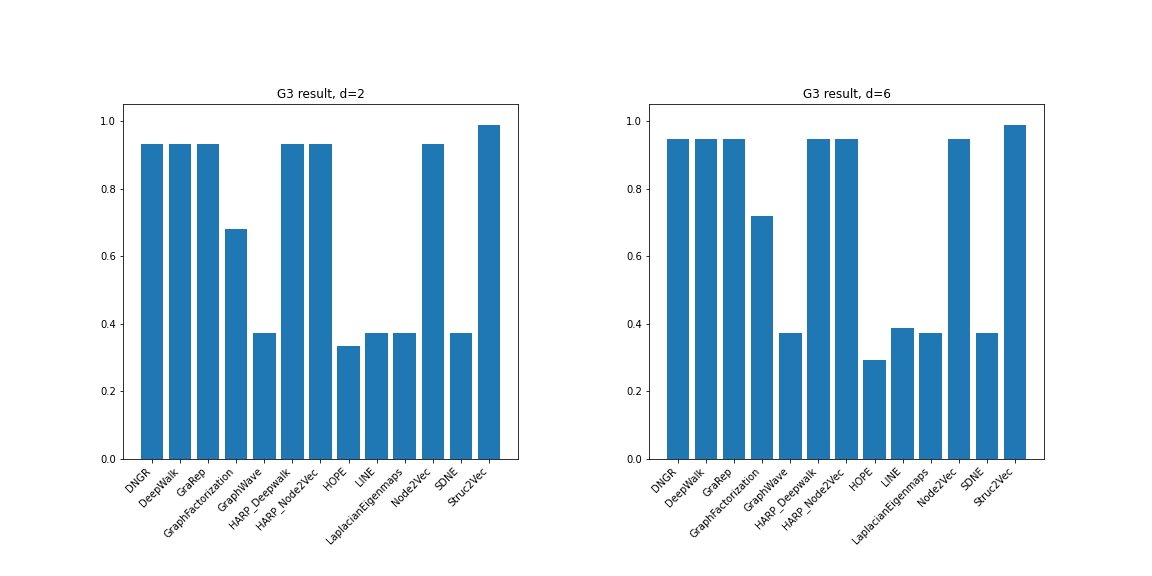 G3 result, d=2
1.0
0.8
0.6
0.4
0.2
0.0
DNGR
DeepWalk
GraRep
GraphFactorization
GraphWave
HARP_Deepwalk
HARP_Node2Vec
HOPE
LINE
LaplacianEigenmaps
Node2Vec
SDNE
Struc2Vec
G3 result, d=6
1.0
0.8
0.6
0.4
0.2
0.0
DNGR
DeepWalk
GraRep
GraphFactorization
GraphWave
HARP_Deepwalk
HARP_Node2Vec
HOPE
LINE
LaplacianEigenmaps
Node2Vec
SDNE
Struc2Vec